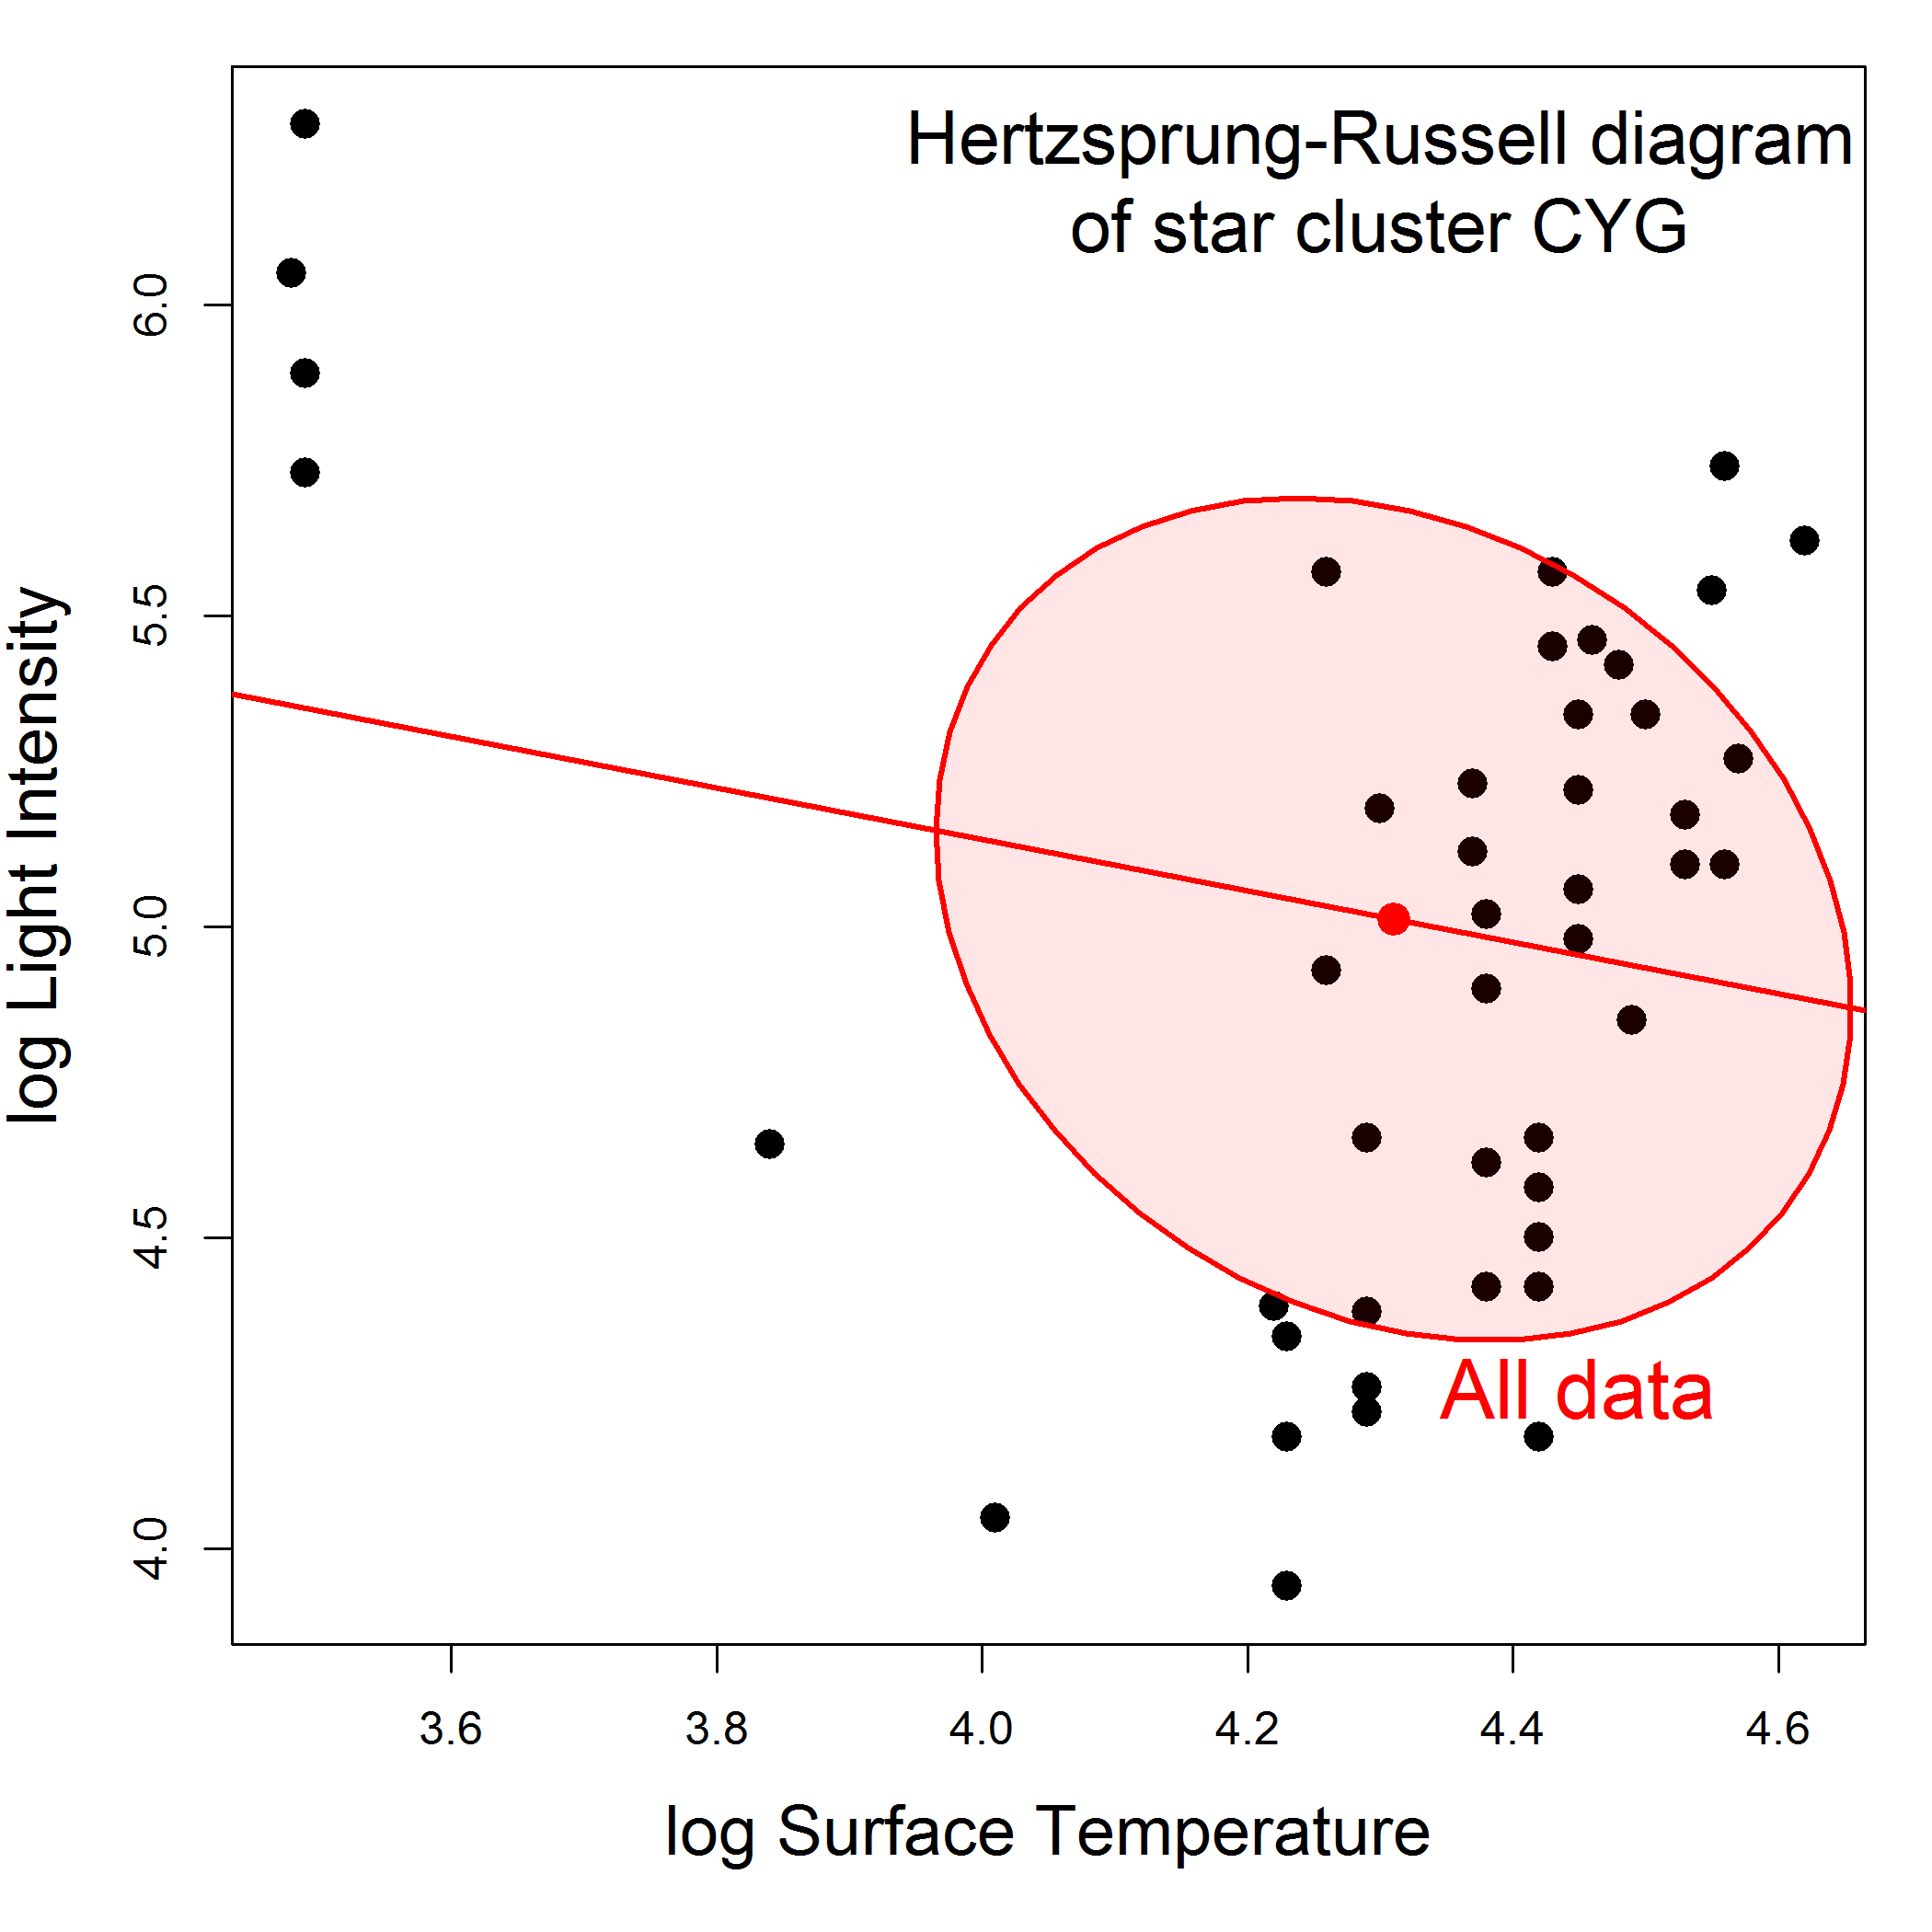 Hertzsprung-Russell diagram
of star cluster CYG
log Light Intensity
6.0
5.5
5.0
4.5
4.0
All data
3.6 3.8 4.0 4.2 4.4 4.6
log Surface Temperature